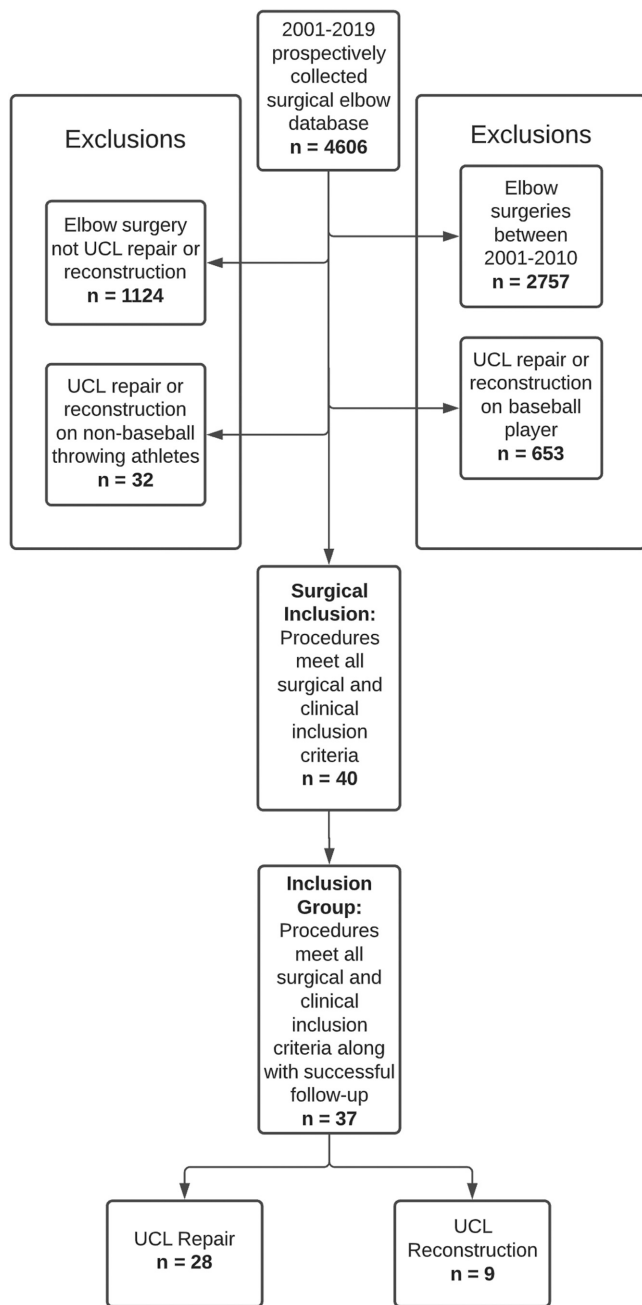 2001-2019
prospectively
collected
surgical elbow
database
n = 4606
Exclusions
Elbow surgery
not UCL repair or
reconstruction
n = 1124
UCL repair or
reconstruction
on non-baseball
throwing athletes
n = 32
Exclusions
Elbow
surgeries
between
2001-2010
n = 2757
UCL repair or
reconstruction
on baseball
player
n = 653
Surgical
Inclusion:
Procedures
meet all
surgical and
clinical
inclusion
criteria
n = 40
Inclusion
Group:
Procedures
meet all
surgical and
clinical
inclusion
criteria along
with successful
follow-up
n = 37
UCL Repair
n = 28
UCL
Reconstruction
n = 9